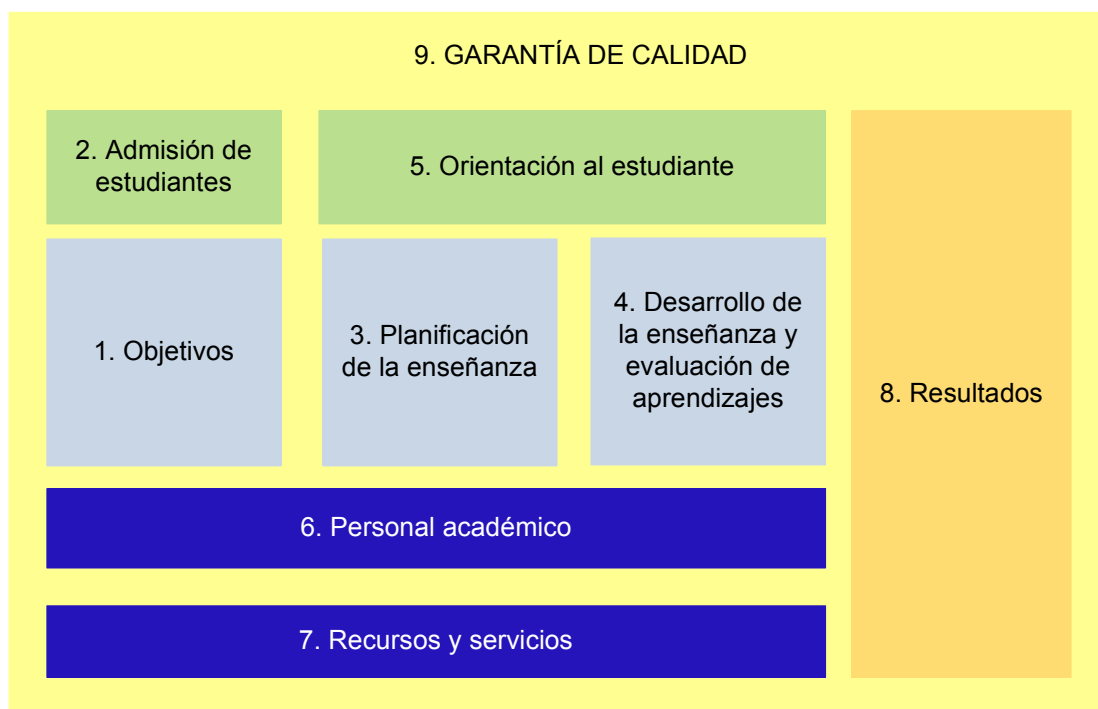 9. GARANTÍA DE CALIDAD
2. Admisión de
estudiantes
5. Orientación al estudiante
1. Objetivos
3. Planificación
de la enseñanza
4. Desarrollo de
la enseñanza y
evaluación de
aprendizajes
8. Resultados
6. Personal académico
7. Recursos y servicios